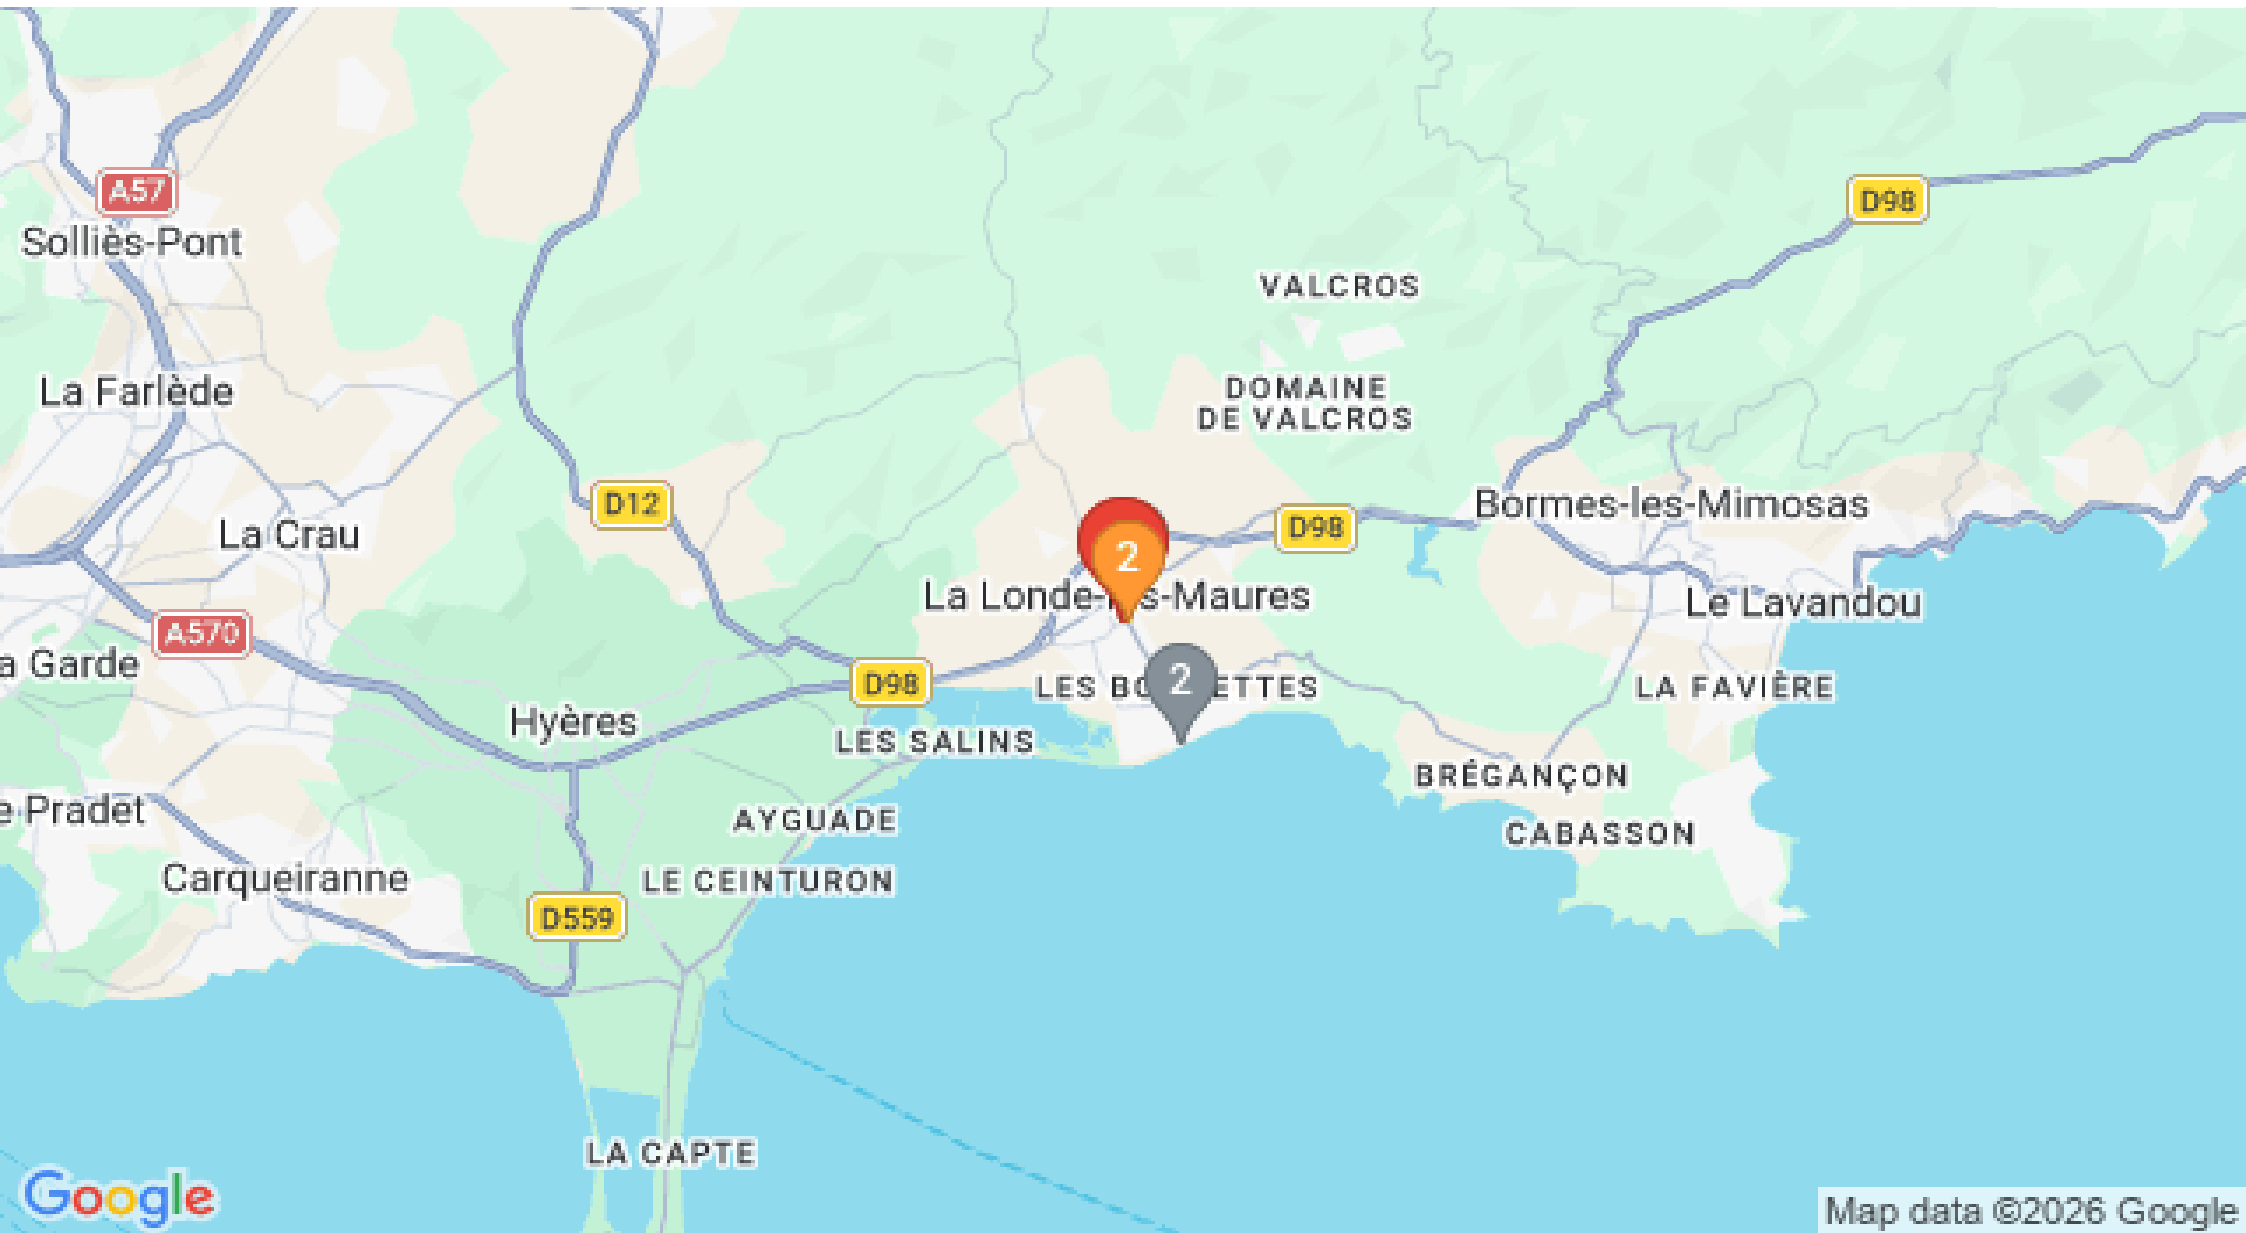 A57
D98
Solliès-Pont
VALCROS
La Farlède
DOMAINE
DE VALCROS
D12
D98
Bormes-les-Mimosas
La Crau
2
La Londe-les-Maures
Le Lavandou
A570
a Garde
D98
LES BO
ETTES
2
LA FAVIÈRE
Hyères
LES SALINS
BRÉGANÇON
e Pradet
AYGUADE
CABASSON
Carqueiranne
LE CEINTURON
D559
LA CAPTE
Google
Map data ©2026 Google